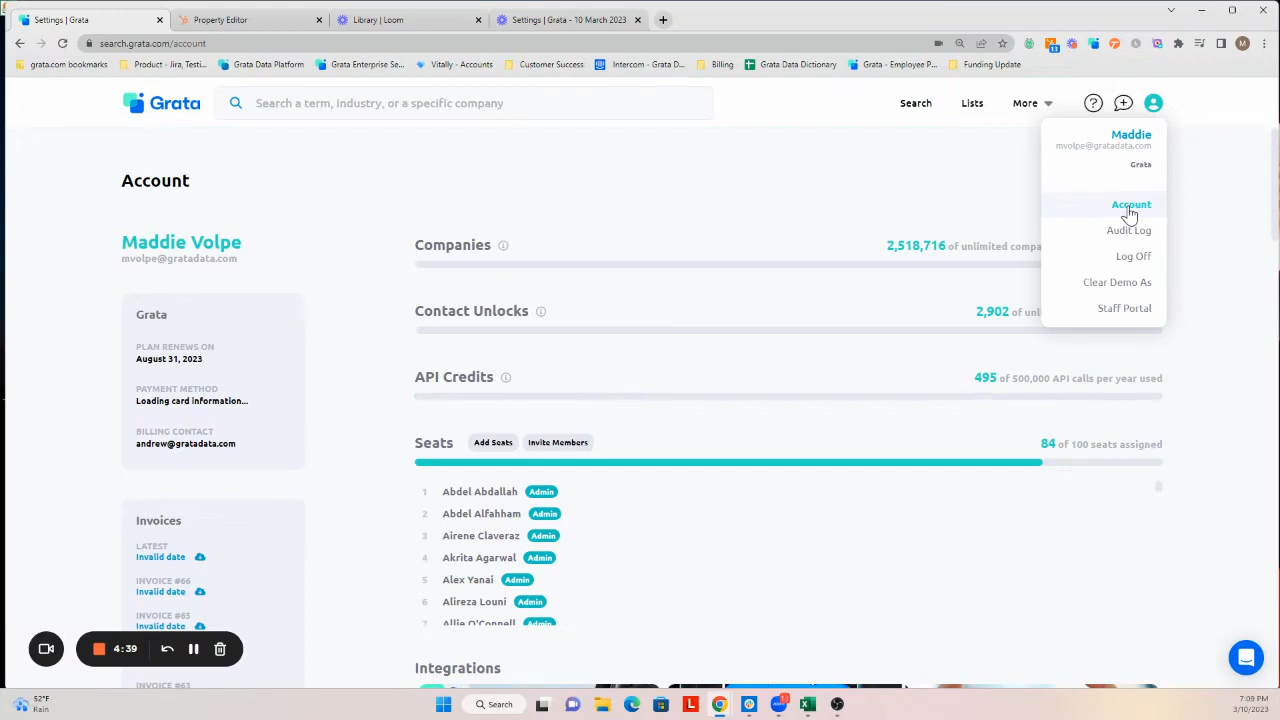 Settings | Grata
Property Editor
Library | Loom
Settings | Grata - 10 March 2023
search.grata.com/account
11
M
grata.com bookmarks
Product - Jira, Testi...
Grata Data Platform
Grata Enterprise Se...
Vitally - Accounts
Customer Success
Intercom - Grata D...
Billing
Grata Data Dictionary
Grata - Employee P...
Funding Update
Grata
Search a term, industry, or a specific company
Search
Lists
More
Maddie
mvolpe@gratadata.com
Grata
Account
Audit Log
Log Off
Clear Demo As
Staff Portal
Account
Maddie Volpe
mvolpe@gratadata.com
Grata
PLAN RENEWS ON
August 31, 2023
PAYMENT METHOD
Loading card information...
BILLING CONTACT
andrew@gratadata.com
Invoices
LATEST
Invalid date
INVOICE #66
Invalid date
INVOICE #65
Invalid date
INVOICE #63
Companies
2,518,716 of unlimited compa
Contact Unlocks
2,902 of unli
API Credits
495 of 500,000 API calls per year used
Seats Add Seats Invite Members
84 of 100 seats assigned
1 Abdel Abdallah Admin
2 Abdel Alfahham Admin
3 Airene Claveraz Admin
4 Akrita Agarwal Admin
5 Alex Yanai Admin
6 Alireza Louni Admin
7 Allie O'Connell Admin
Integrations
4:39
52°F
Rain
Search
L
7:09 PM
3/10/2023